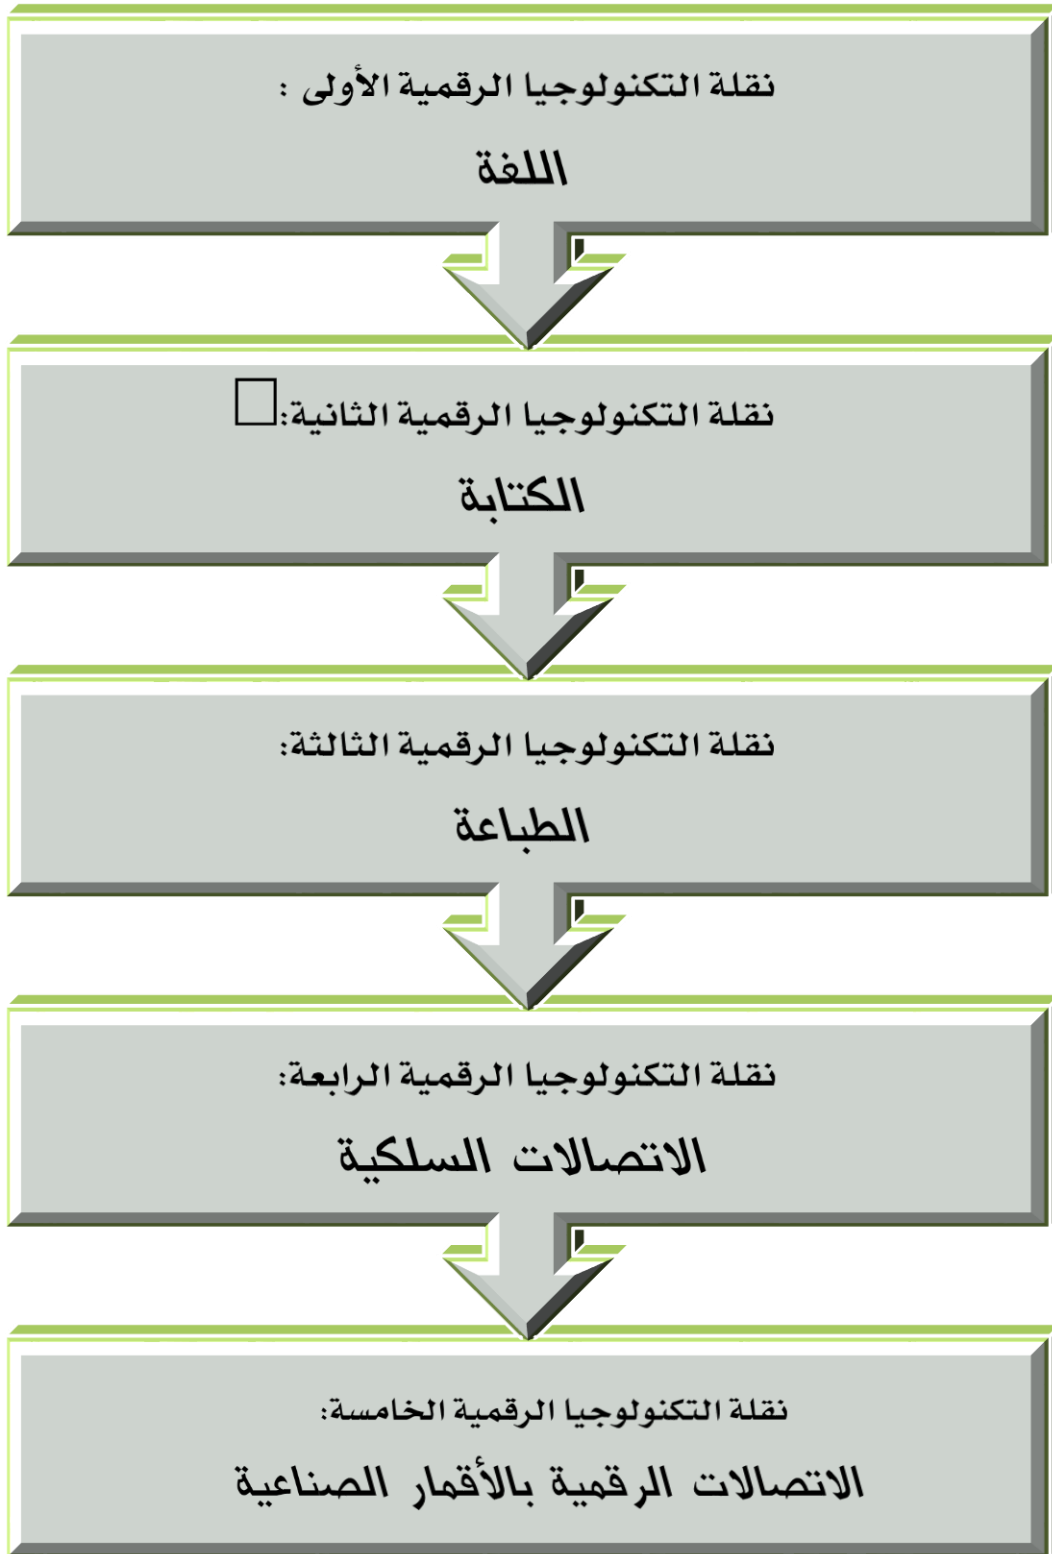 نقلة التكنولوجيا الرقمية الأولى :
اللغة
نقلة التكنولوجيا الرقمية الثانية:
الكتابة
نقلة التكنولوجيا الرقمية الثالثة:
الطباعة
نقلة التكنولوجيا الرقمية الرابعة:
الاتصالات السلكية
نقلة التكنولوجيا الرقمية الخامسة:
الاتصالات الرقمية بالأقمار الصناعية